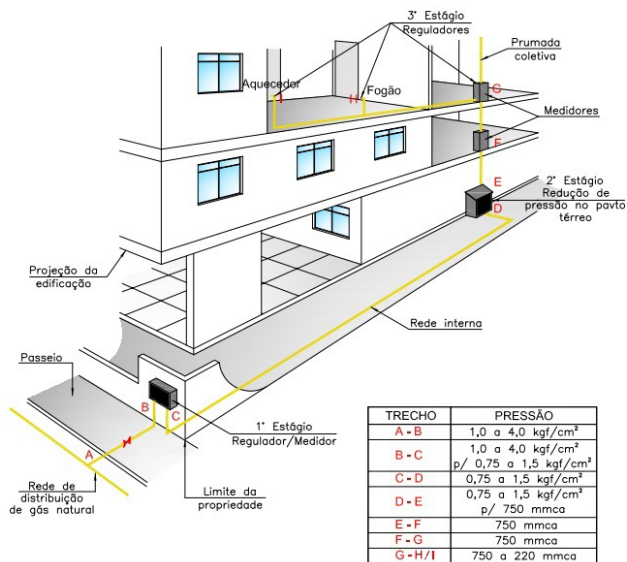 3° Estágio
Reguladores
Prumada
coletiva
Aquecedor
I
H
Fogão
G
Medidores
F
E
2° Estágio
Redução de
pressão no pavto
térreo
D
Projeção da
edificação
Rede interna
Passeio
B
C
1° Estágio
Regulador/Medidor
A
Rede de
distribuição
de gás natural
Limite da
propriedade
TRECHO PRESSÃO
A - B 1,0 a 4,0 kgf/cm²
B - C 1,0 a 4,0 kgf/cm²
p/ 0,75 a 1,5 kgf/cm²
C - D 0,75 a 1,5 kgf/cm²
D - E 0,75 a 1,5 kgf/cm²
p/ 750 mmca
E - F 750 mmca
F - G 750 mmca
G - H/I 750 a 220 mmca